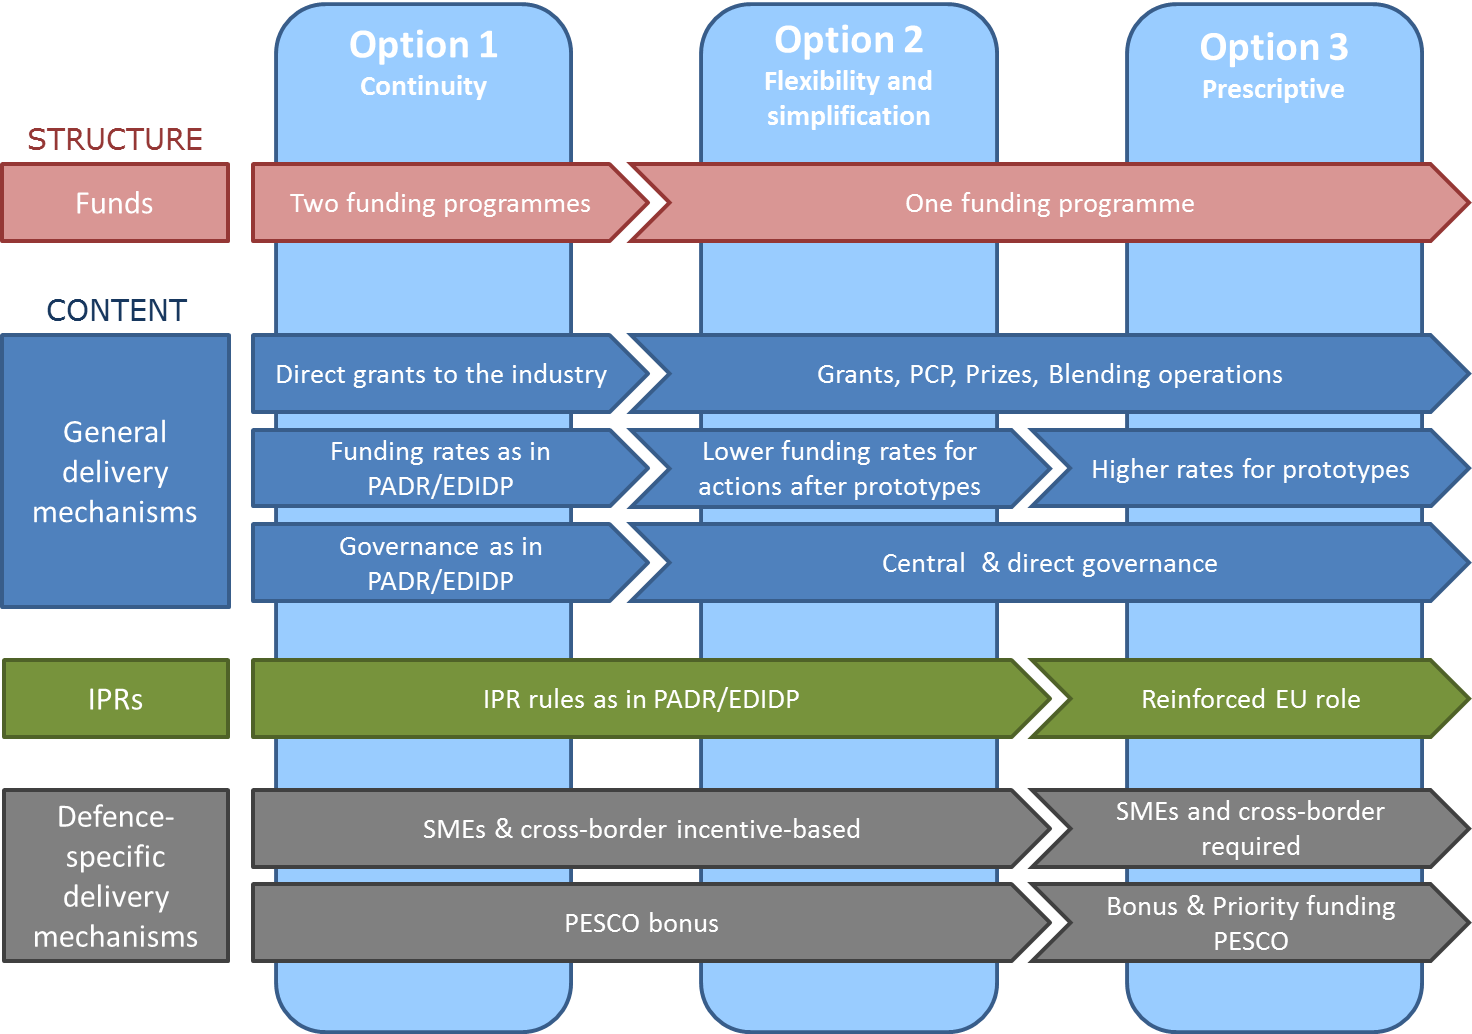 Option 1
Continuity
Option 2
Flexibility and
simplification
Option 3
Prescriptive
STRUCTURE
Funds
Two funding programmes
One funding programme
CONTENT
General
delivery
mechanisms
Direct grants to the industry
Grants, PCP, Prizes, Blending operations
Funding rates as in
PADR/EDIDP
Lower funding rates for
actions after prototypes
Higher rates for prototypes
Governance as in
PADR/EDIDP
Central & direct governance
IPRs
IPR rules as in PADR/EDIDP
Reinforced EU role
Defence-
specific
delivery
mechanisms
SMEs & cross-border incentive-based
SMEs and cross-border
required
PESCO bonus
Bonus & Priority funding
PESCO